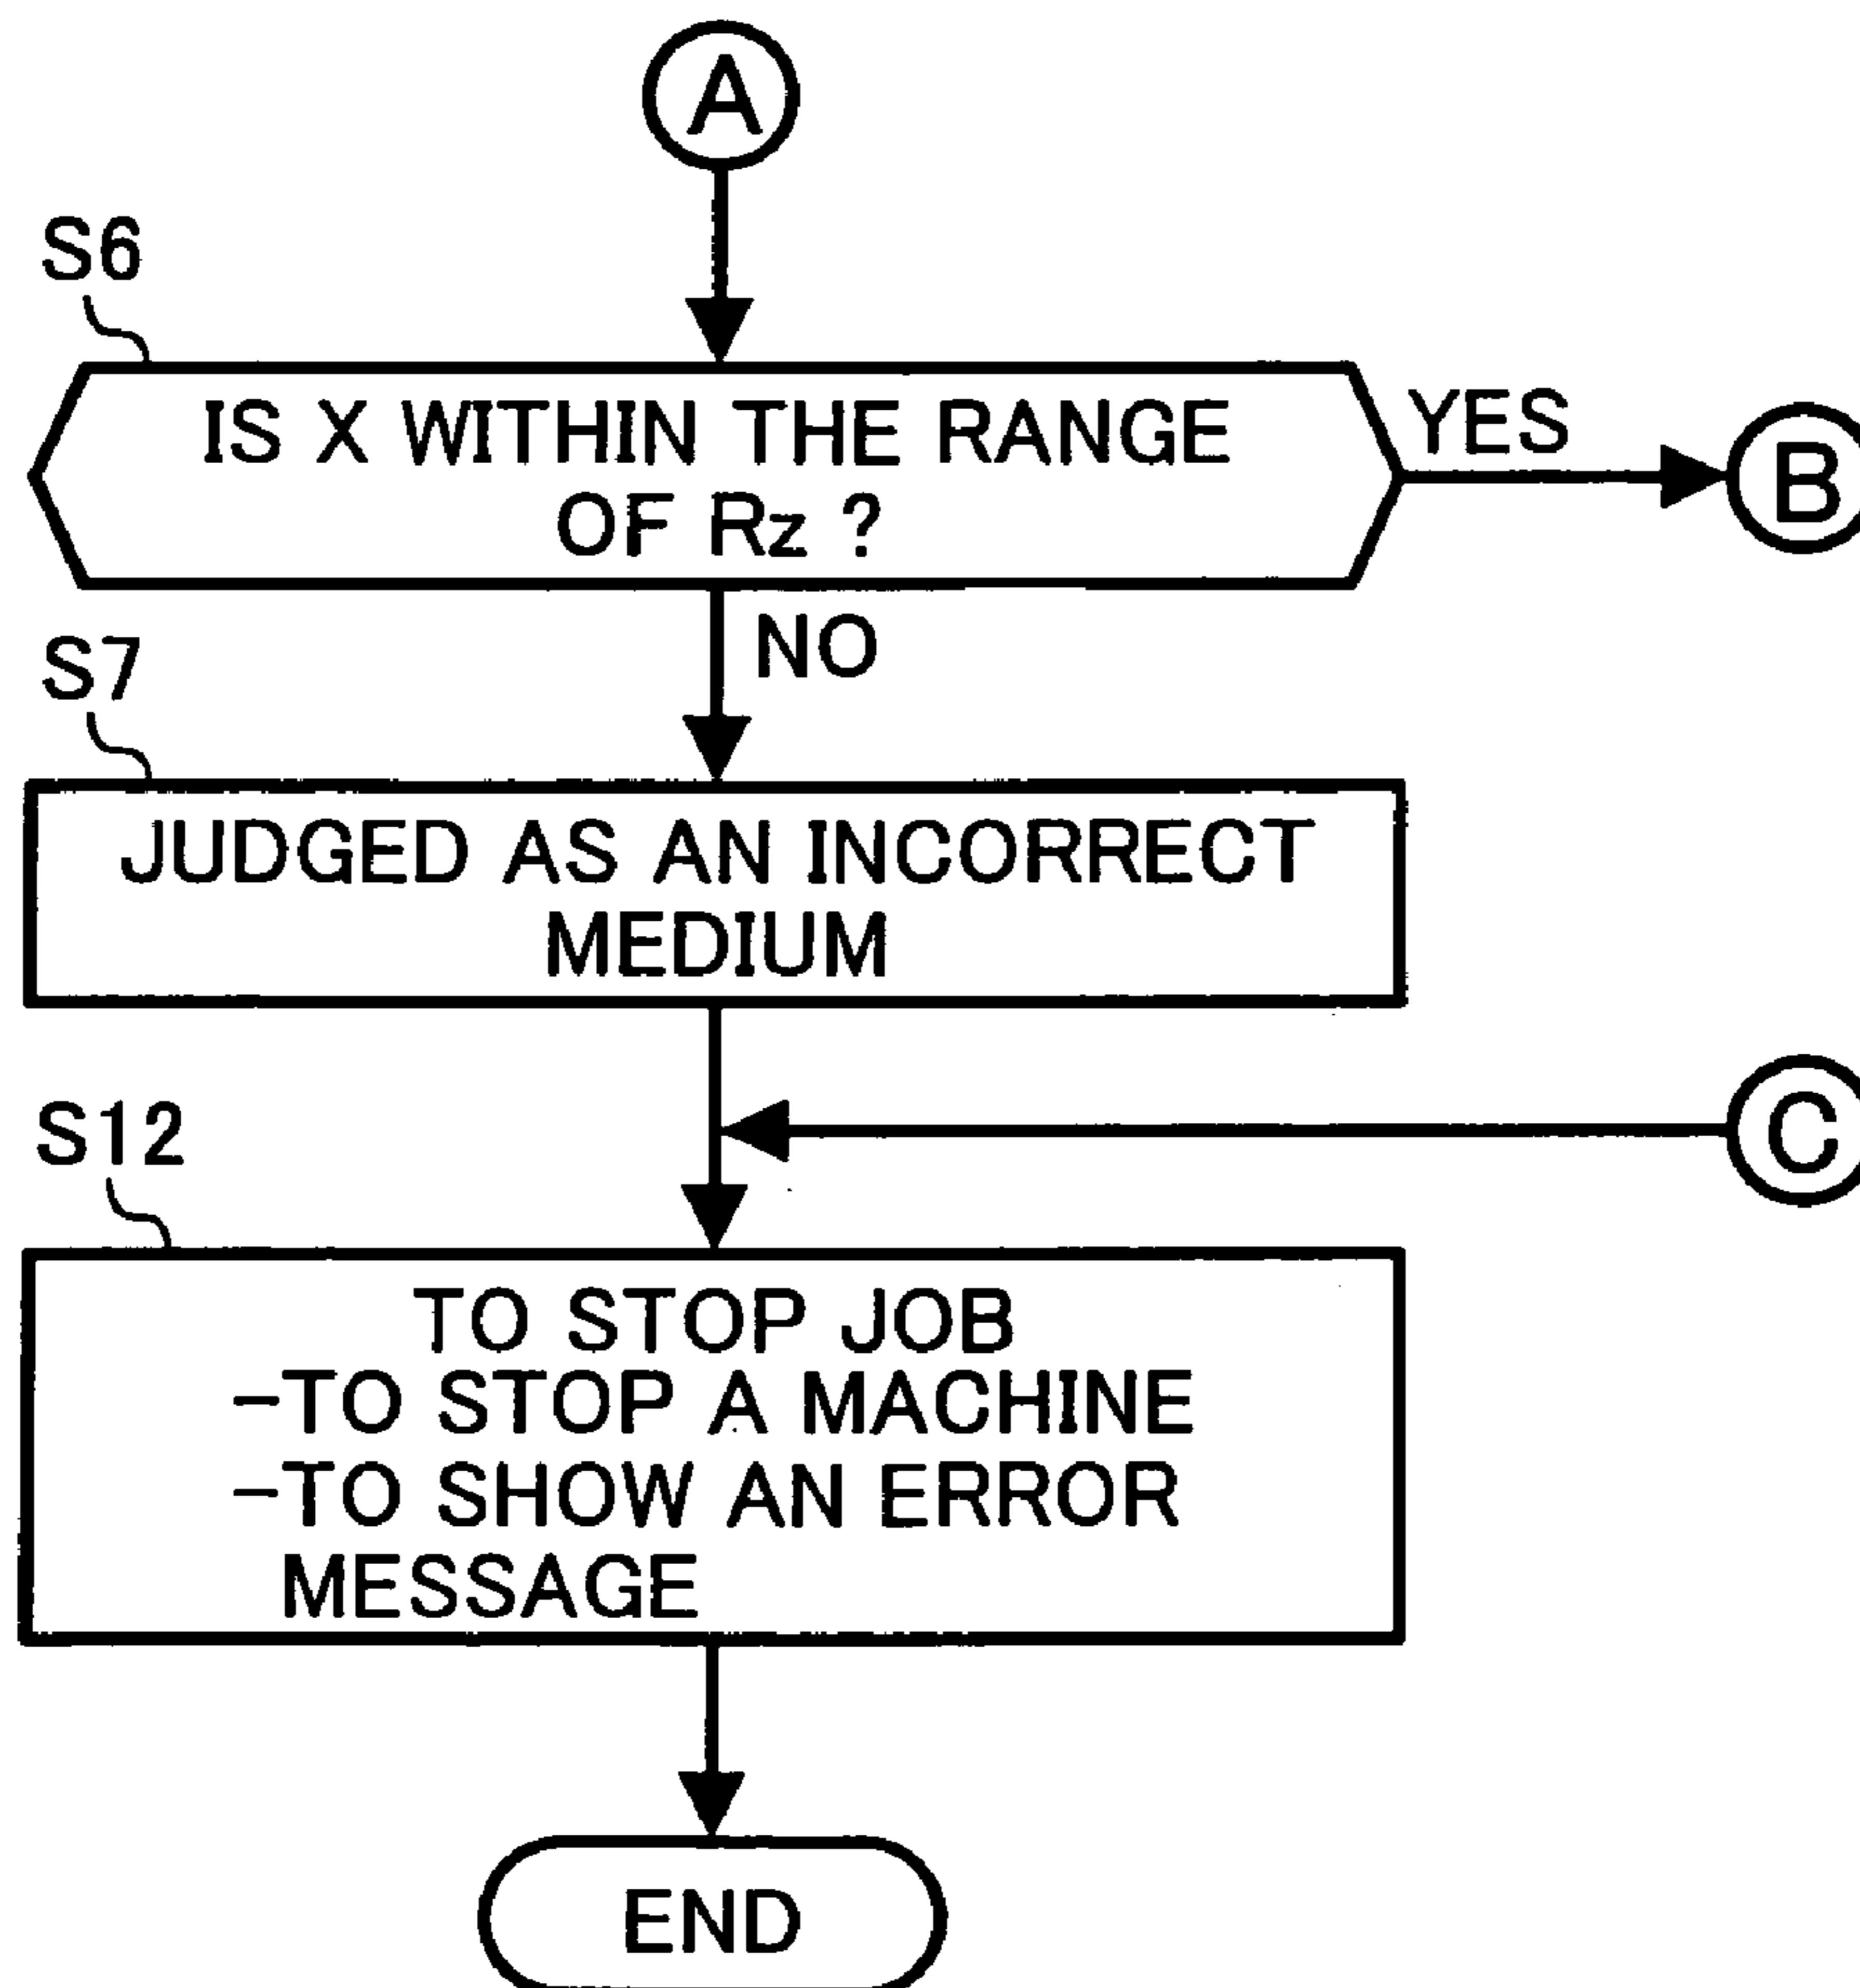 A
S6
IS X WITHIN THE RANGE
OF Rz ?
YES
B
NO
S7
JUDGED AS AN INCORRECT
MEDIUM
C
S12
TO STOP JOB
-TO STOP A MACHINE
-TO SHOW AN ERROR
MESSAGE
END